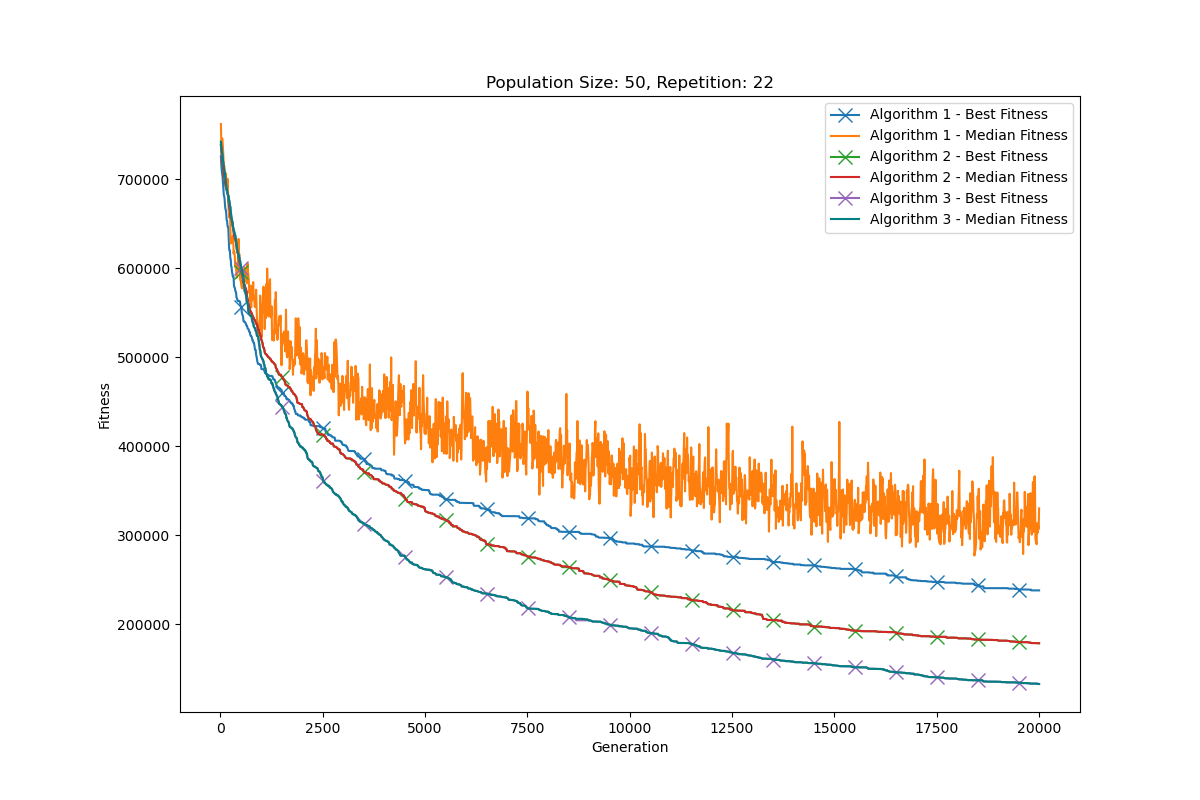 Population Size: 50, Repetition: 22
Algorithm 1 - Best Fitness
Algorithm 1 - Median Fitness
Algorithm 2 - Best Fitness
Algorithm 2 - Median Fitness
Algorithm 3 - Best Fitness
Algorithm 3 - Median Fitness
700000
600000
500000
400000
300000
200000
Fitness
0 2500 5000 7500 10000 12500 15000 17500 20000
Generation